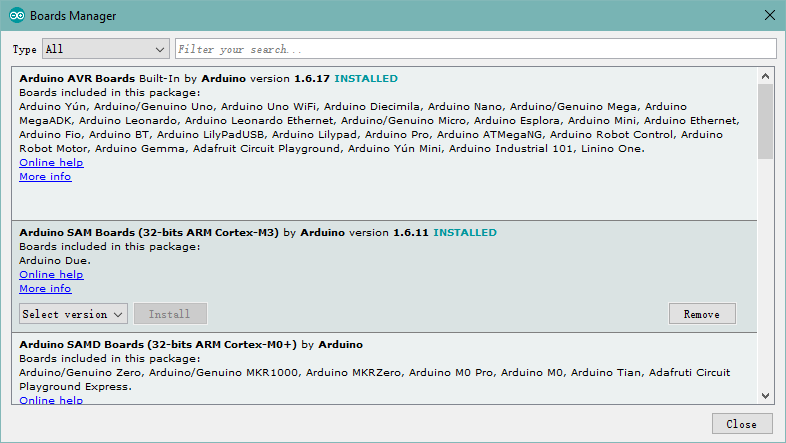 Boards Manager
Type All Filter your search...
Arduino AVR Boards Built-In by Arduino version 1.6.17 INSTALLED
Boards included in this package:
Arduino Yún, Arduino/Genuino Uno, Arduino Uno WiFi, Arduino Diecimila, Arduino Nano, Arduino/Genuino Mega, Arduino
MegaADK, Arduino Leonardo, Arduino Leonardo Ethernet, Arduino/Genuino Micro, Arduino Esplora, Arduino Mini, Arduino Ethernet,
Arduino Fio, Arduino BT, Arduino LilyPadUSB, Arduino Lilypad, Arduino Pro, Arduino ATMegaNG, Arduino Robot Control, Arduino
Robot Motor, Arduino Gemma, Adafruit Circuit Playground, Arduino Yún Mini, Arduino Industrial 101, Linino One.
Online help
More info
Arduino SAM Boards (32-bits ARM Cortex-M3) by Arduino version 1.6.11 INSTALLED
Boards included in this package:
Arduino Due.
Online help
More info
Select version Install Remove
Arduino SAMD Boards (32-bits ARM Cortex-M0+) by Arduino
Boards included in this package:
Arduino/Genuino Zero, Arduino/Genuino MKR1000, Arduino MKRZero, Arduino M0 Pro, Arduino M0, Arduino Tian, Adafruti Circuit
Playground Express.
Online help
Close